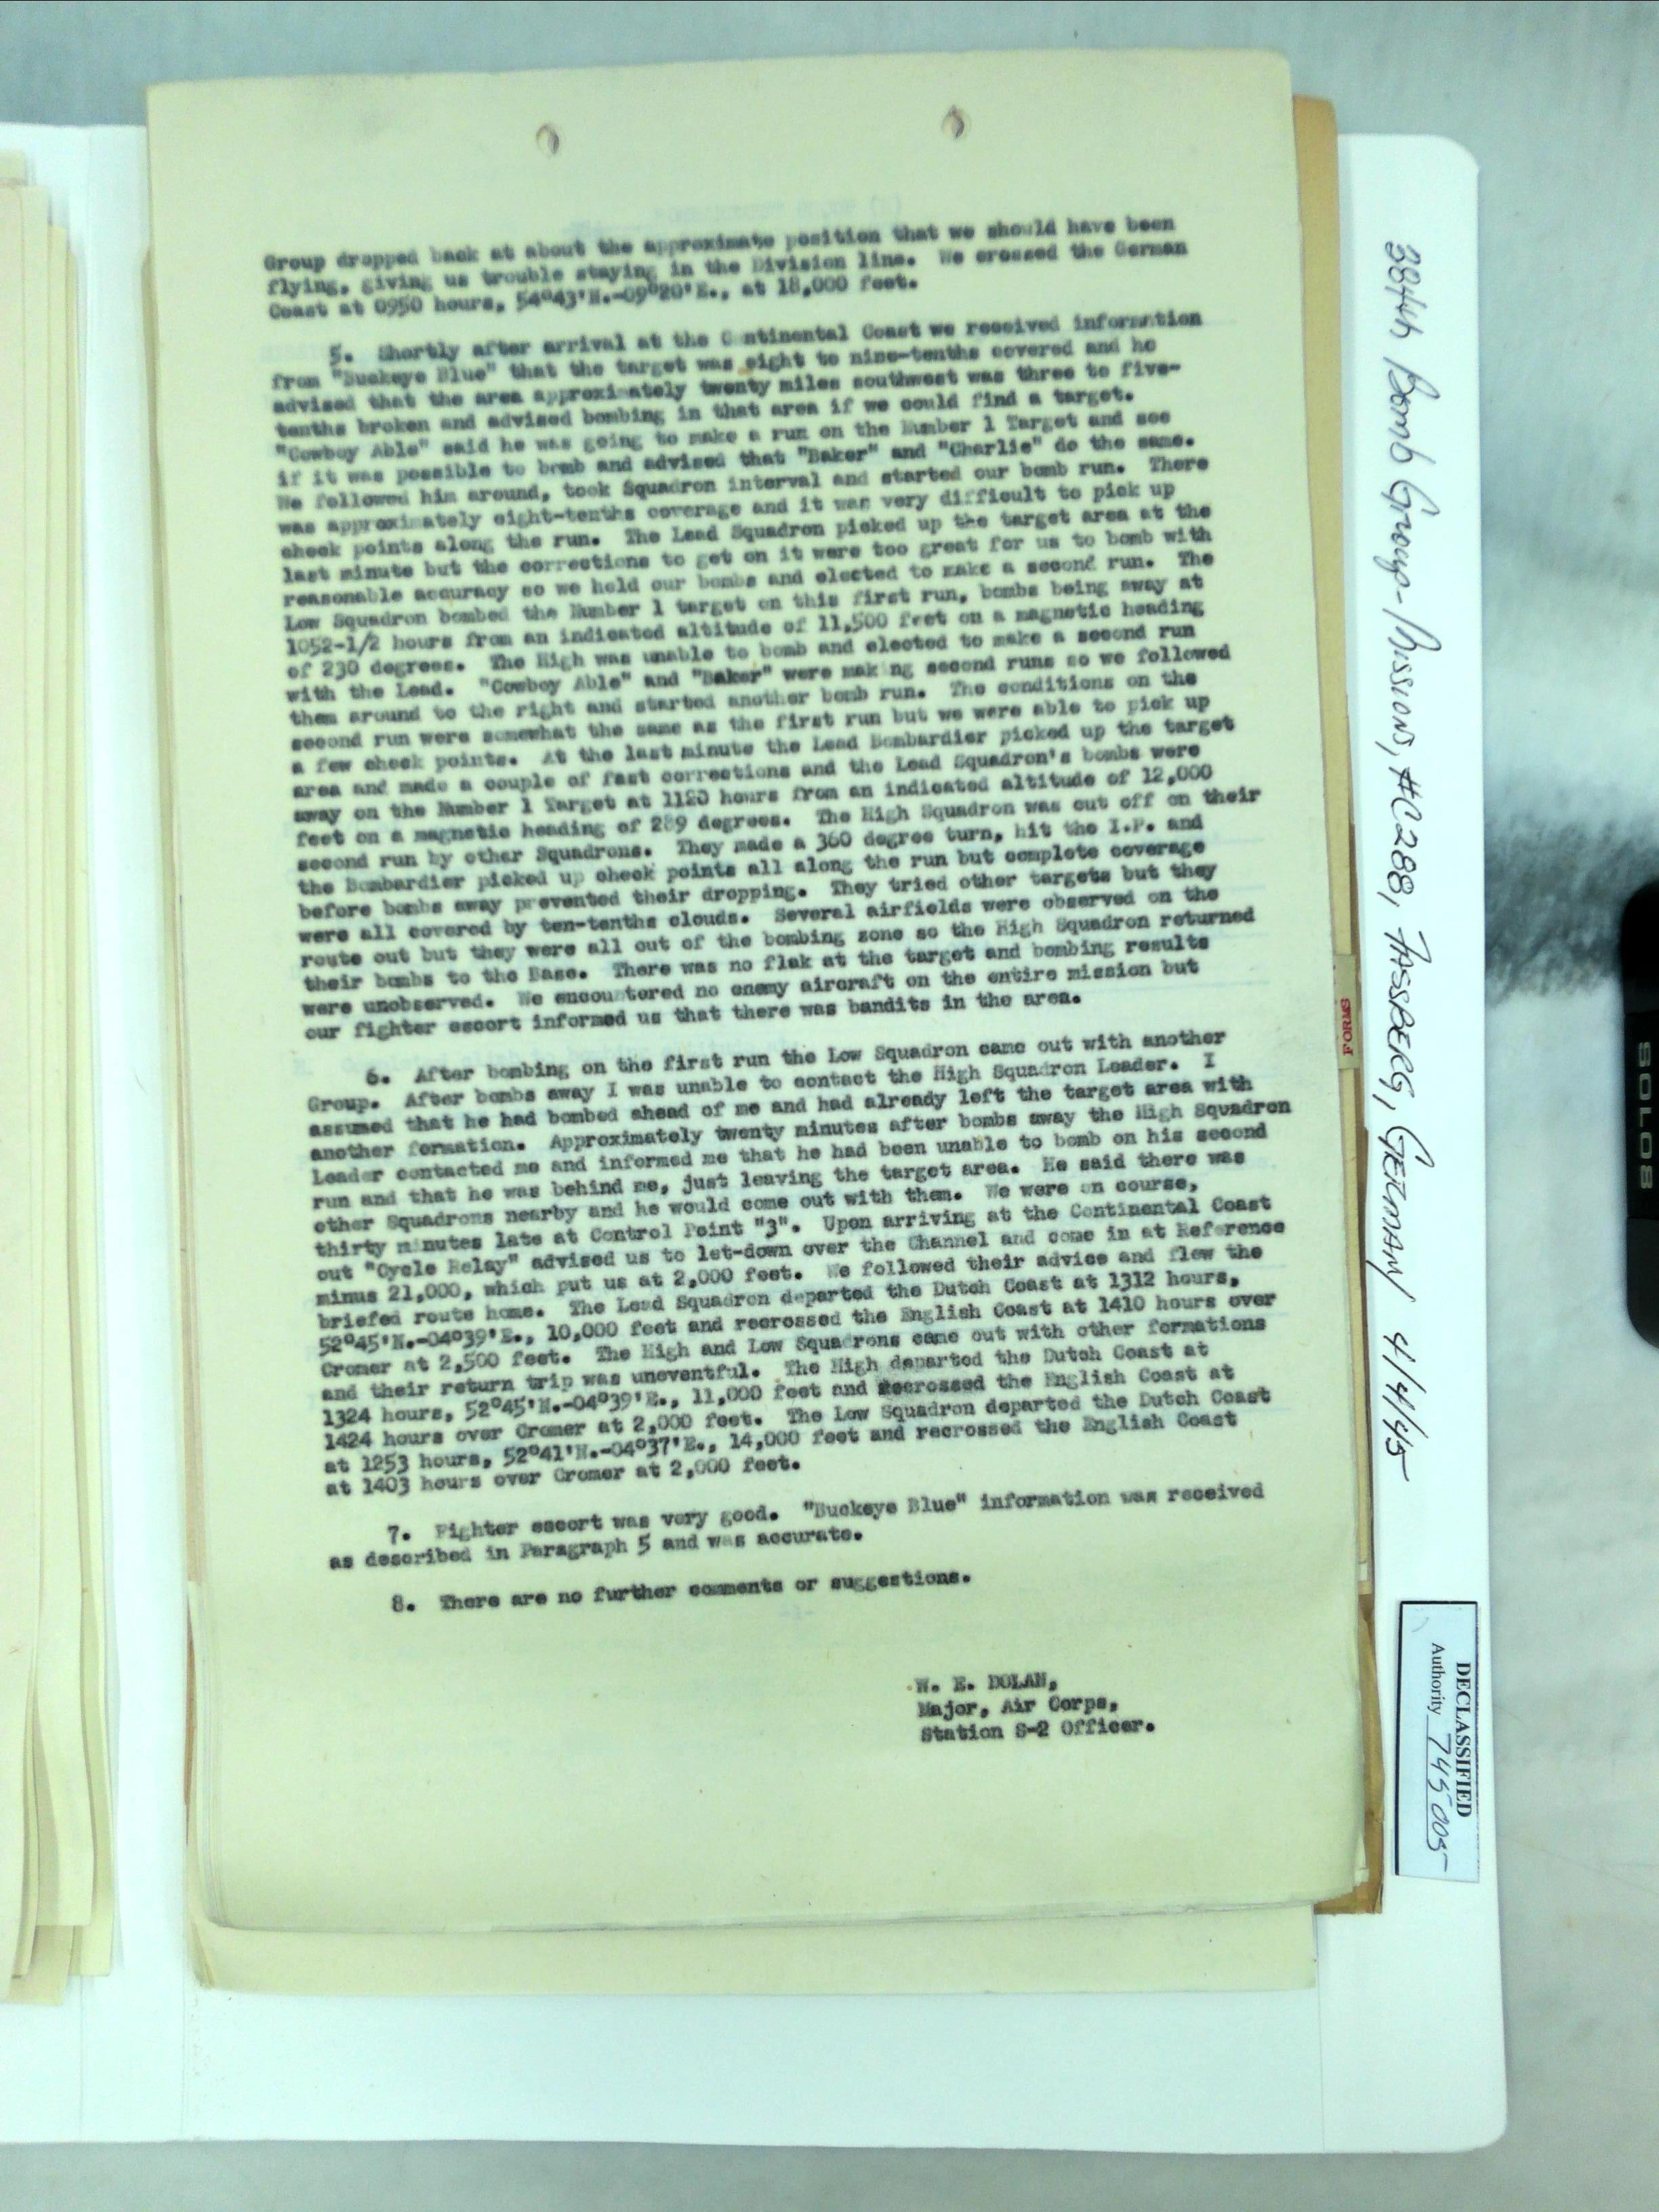 Group dropped back at about the approximate position that we should have been
flying, giving us trouble staying in the Division line. We crossed the German
Coast at 0950 hours, 54°43'N.-09°20'E., at 18,000 feet.
5. Shortly after arrival at the Continental Coast we received information
from "Buckeye Blue" that the target was eight to nine-tenths covered and he
advised that the area approximately twenty miles southwest was three to five-
tenths broken and advised bombing in that area if we could find a target.
"Cowboy Able" said he was going to make a run on the Number 1 Target and see
if it was possible to bomb and advised that "Baker" and "Charlie" do the same.
We followed him around, took Squadron interval and started our bomb run. There
was approximately eight-tenths coverage and it was very difficult to pick up
check points along the run. The Lead Squadron picked up the target area at the
last minute but the corrections to get on it were too great for us to bomb with
reasonable accuracy so we held our bombs and elected to make a second run. The
Low Squadron bombed the Number 1 target on this first run, bombs being away at
1052-1/2 hours from an indicated altitude of 11,500 feet on a magnetic heading
of 230 degrees. The High was unable to bomb and elected to make a second run
with the Lead. "Cowboy Able" and "Baker" were making second runs so we followed
them around to the right and started another bomb run. The conditions on the
second run were somewhat the same as the first run but we were able to pick up
a few check points. At the last minute the Lead Bombardier picked up the target
area and made a couple of fast corrections and the Lead Squadron's bombs were
away on the Number 1 Target at 1120 hours from an indicated altitude of 12,000
feet on a magnetic heading of 289 degrees. The High Squadron was cut off on their
second run by other Squadrons. They made a 360 degree turn, hit the I.P. and
the Bombardier picked up check points all along the run but complete coverage
before bombs away prevented their dropping. They tried other targets but they
were all covered by ten-tenths clouds. Several airfields were observed on the
route out but they were all out of the bombing zone so the High Squadron returned
their bombs to the Base. There was no flak at the target and bombing results
were unobserved. We encountered no enemy aircraft on the entire mission but
our fighter escort informed us that there was bandits in the area.
6. After bombing on the first run the Low Squadron came out with another
Group. After bombs away I was unable to contact the High Squadron Leader. I
assumed that he had bombed ahead of me and had already left the target area with
another formation. Approximately twenty minutes after bombs away the High Squadron
Leader contacted me and informed me that he had been unable to bomb on his second
run and that he was behind me, just leaving the target area. He said there was
other Squadrons nearby and he would come out with them. We were on course,
thirty minutes late at Control Point "3". Upon arriving at the Continental Coast
out "Cycle Relay" advised us to let-down over the Channel and come in at Reference
minus 21,000, which put us at 2,000 feet. We followed their advice and flew the
briefed route home. The Lead Squadron departed the Dutch Coast at 1312 hours,
52°45'N.-04°39'E., 10,000 feet and recrossed the English Coast at 1410 hours over
Cromer at 2,500 feet. The High and Low Squadrons came out with other formations
and their return trip was uneventful. The High departed the Dutch Coast at
1324 hours, 52°45'N.-04°39'E., 11,000 feet and recrossed the English Coast at
1424 hours over Cromer at 2,000 feet. The Low Squadron departed the Dutch Coast
at 1253 hours, 52°41'N.-04°37'E., 14,000 feet and recrossed the English Coast
at 1403 hours over Cromer at 2,000 feet.
7. Fighter escort was very good. "Buckeye Blue" information was received
as described in Paragraph 5 and was accurate.
8. There are no further comments or suggestions.
W. E. DOLAN,
Major, Air Corps,
Station S-2 Officer.
384th Bomb Group-Missions, #C288, FASSBERG, GERMANY 4/4/45
FORMS
DECLASSIFIED
Authority 745005
SOLO8